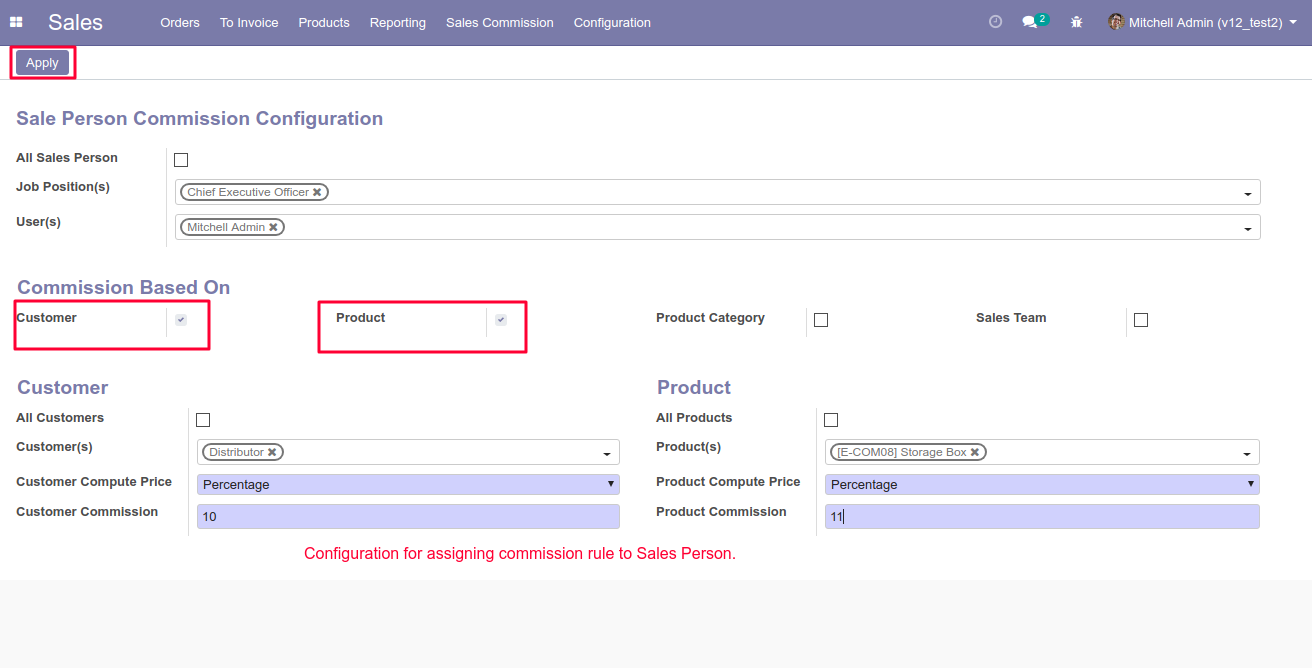 Sales Orders To Invoice Products Reporting Sales Commission Configuration 2 Mitchell Admin (v12_test2)
Apply
Sale Person Commission Configuration
All Sales Person
Job Position(s) Chief Executive Officer
User(s) Mitchell Admin
Commission Based On
Customer Product Product Category Sales Team
Customer Product
All Customers All Products
Customer(s) Distributor Product(s) [E-COM08] Storage Box
Customer Compute Price Percentage Product Compute Price Percentage
Customer Commission 10 Product Commission 11
Configuration for assigning commission rule to Sales Person.